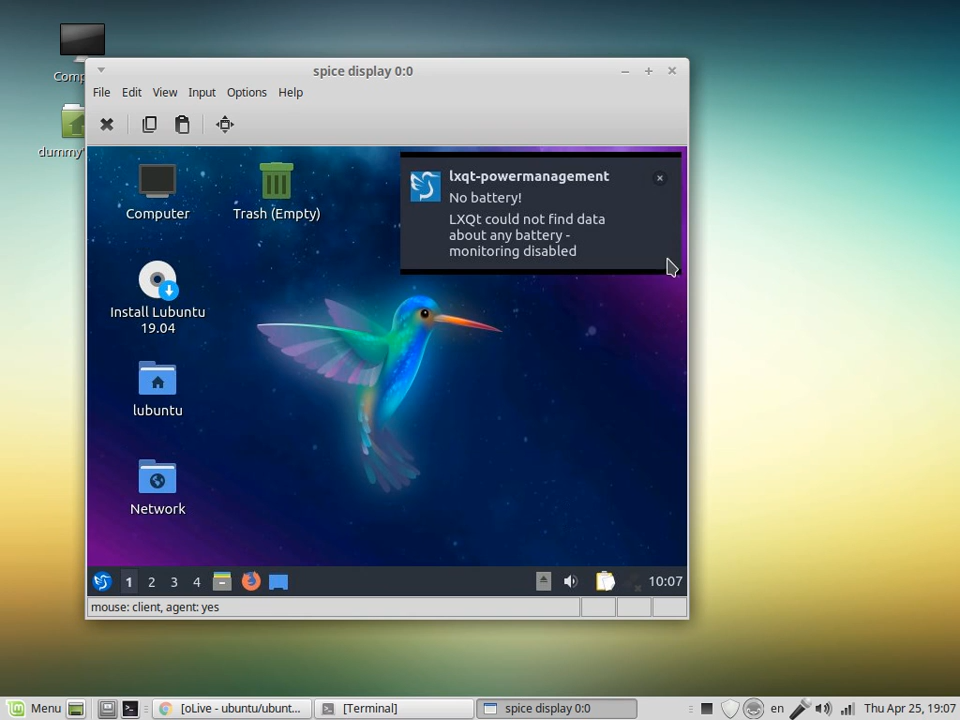 Comp
dummy'
spice display 0:0
File Edit View Input Options Help
Computer
Trash (Empty)
lxqt-powermanagement
No battery!
LXQt could not find data
about any battery -
monitoring disabled
Install Lubuntu
19.04
lubuntu
Network
1 2 3 4
10:07
mouse: client, agent: yes
Menu
[oLive - ubuntu/ubunt...
[Terminal]
spice display 0:0
en
Thu Apr 25, 19:07